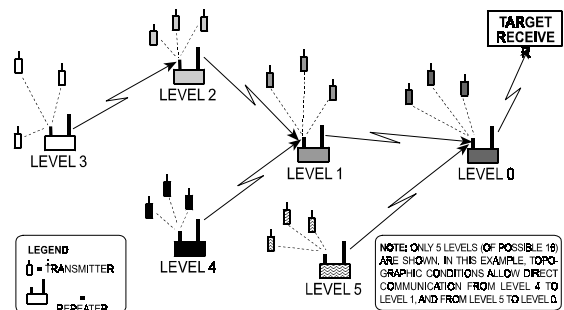 TARGET
RECEIVE
LEVEL 2
LEVEL 3
LEVEL 1
LEVEL 0
LEVEL 4
LEVEL 5
LEGEND
= TRANSMITTER
= REPEATER
NOTE: ONLY 5 LEVELS (OF POSSIBLE 16)
ARE SHOWN, IN THIS EXAMPLE, TOPO-
GRAPHIC CONDITIONS ALLOW DIRECT
COMMUNICATION FROM LEVEL 4 TO
LEVEL 1, AND FROM LEVEL 5 TO LEVEL 0.